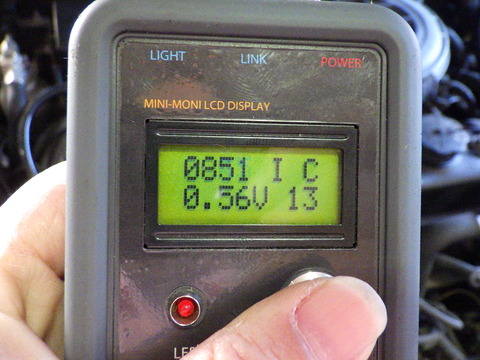 LIGHT LINK POWER
MINI-MONI LCD DISPLAY
0851 I C
0.56V 13